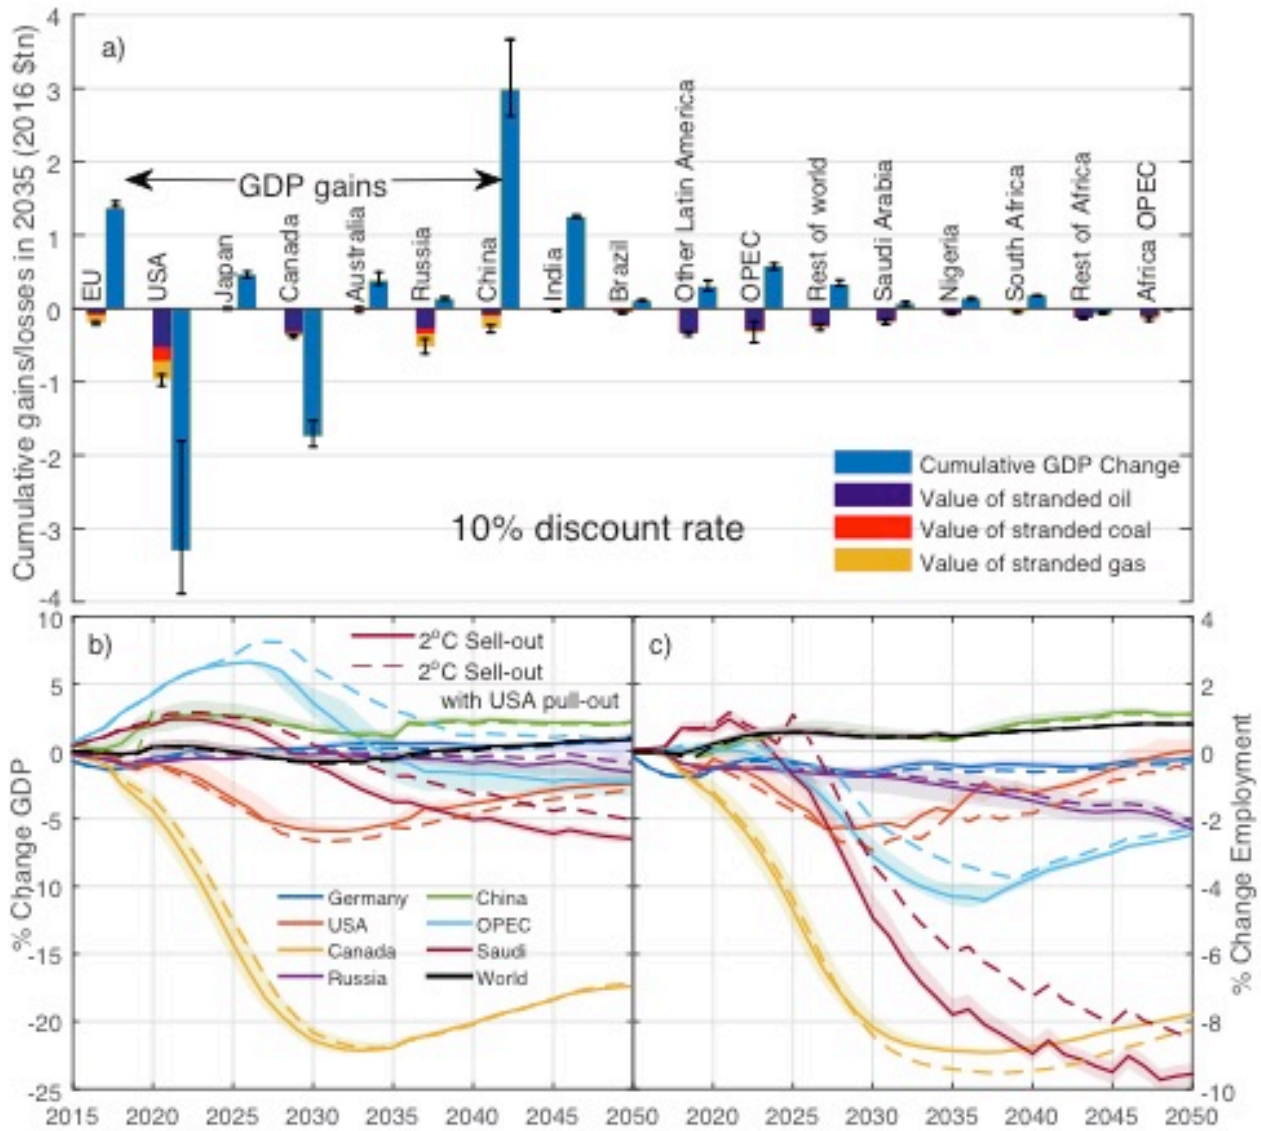 a)
Cumulative gains/losses in 2035 (2016 $tn)
4
3
2
1
0
-1
-2
-3
-4
GDP gains
EU
USA
Japan
Canada
Australia
Russia
China
India
Brazil
Other Latin America
OPEC
Rest of world
Saudi Arabia
Nigeria
South Africa
Rest of Africa
Africa OPEC
10% discount rate
Cumulative GDP Change
Value of stranded oil
Value of stranded coal
Value of stranded gas
b)
% Change GDP
10
5
0
-5
-10
-15
-20
-25
2°C Sell-out
2°C Sell-out
with USA pull-out
Germany
USA
Canada
Russia
China
OPEC
Saudi
World
2015 2020 2025 2030 2035 2040 2045 2050
c)
4
2
0
-2
-4
-6
-8
-10
% Change Employment
2020 2025 2030 2035 2040 2045 2050